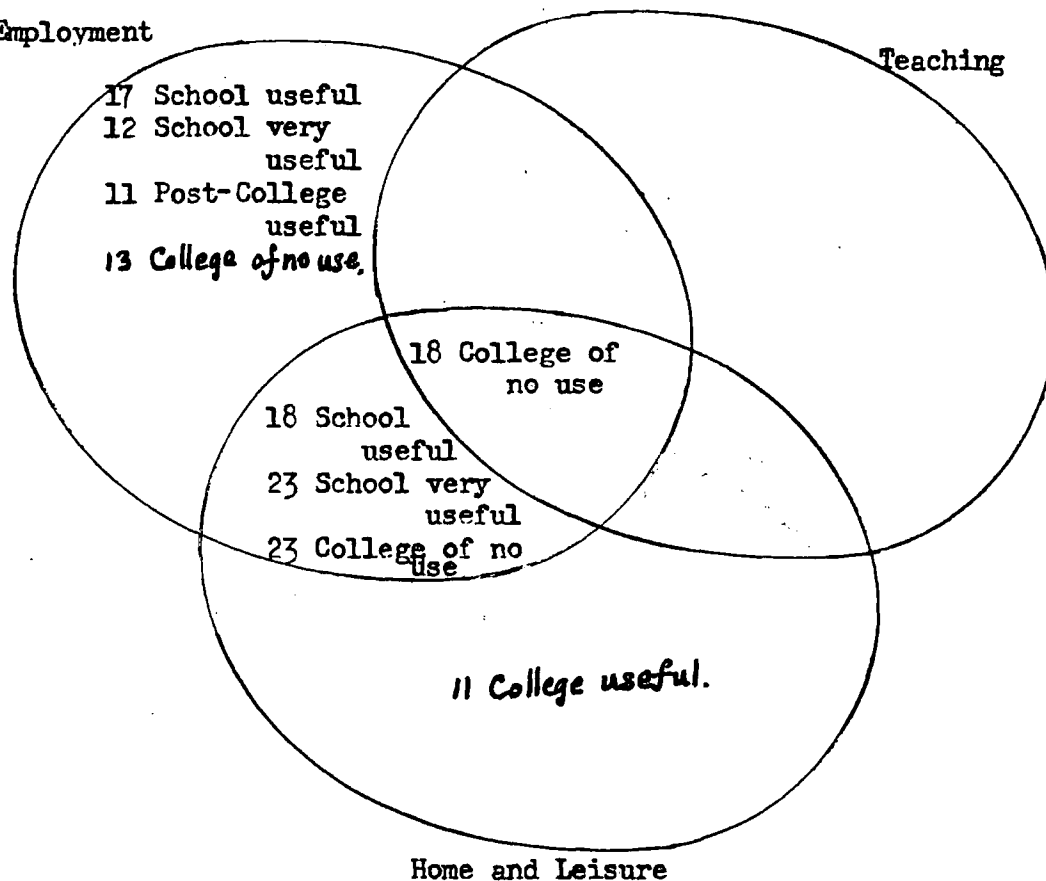 Employment
Teaching
17 School useful
12 School very
useful
11 Post-College
useful
13 College of no use.
18 College of
no use
18 School
useful
23 School very
useful
23 College of no
use
11 College useful.
Home and Leisure